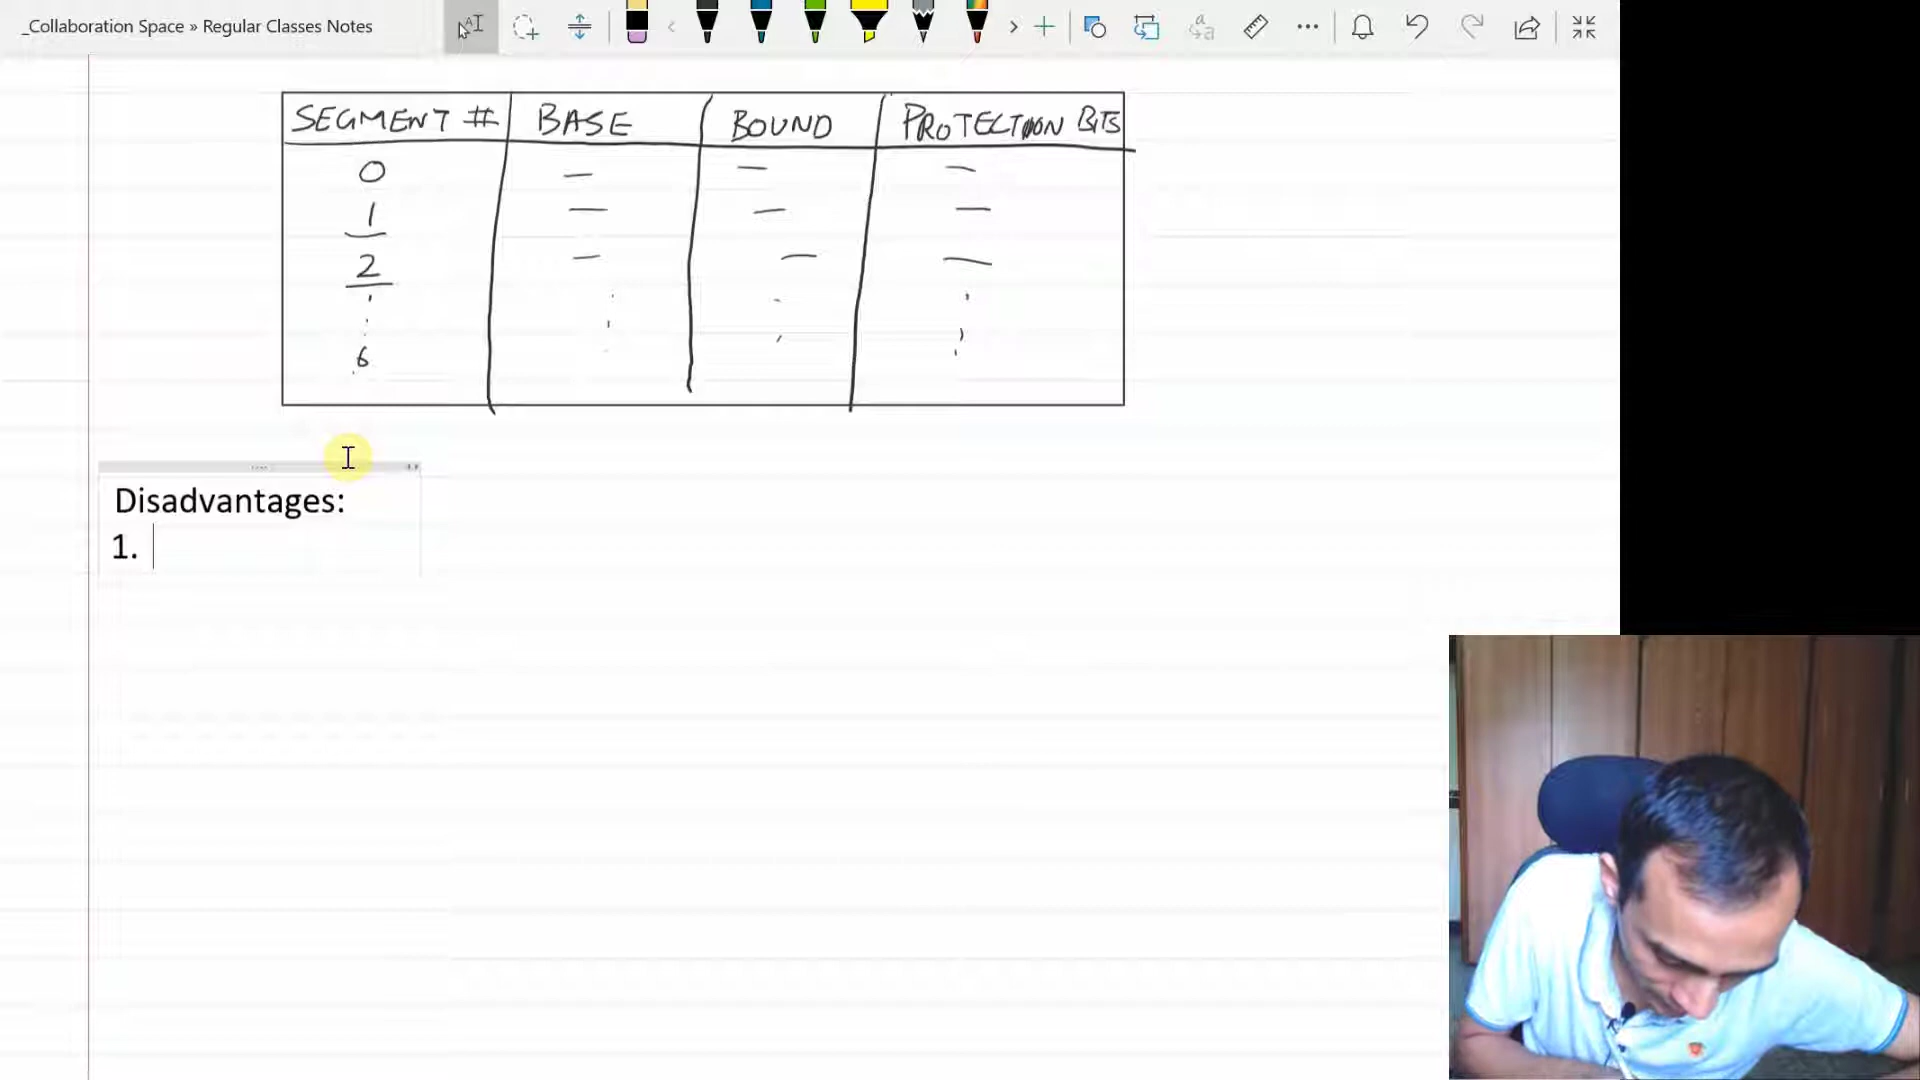 _Collaboration Space » Regular Classes Notes
SEGMENT # BASE BOUND PROTECTION BITS
0 — — —
1 — — —
2 — — —
6
Disadvantages:
1.